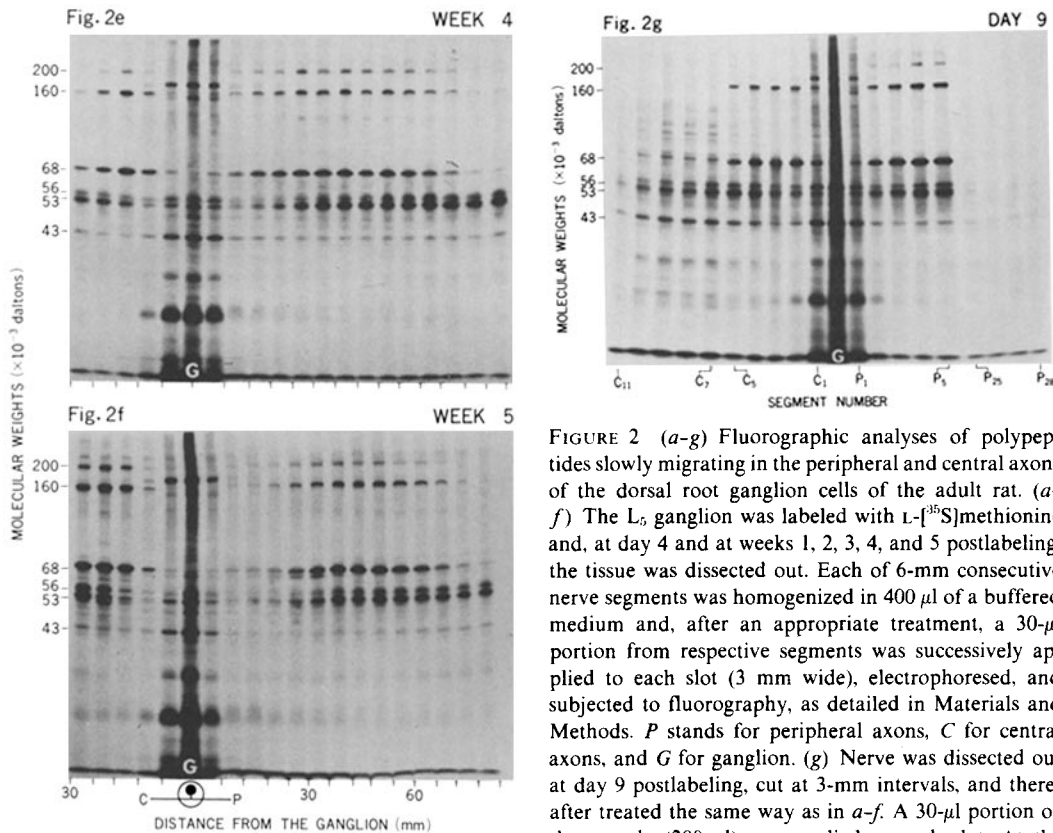 Fig. 2e WEEK 4
MOLECULAR WEIGHTS (×10⁻³ daltons)
200
160
68
56
53
43
G
Fig. 2f WEEK 5
200
160
68
56
53
43
G
30 C P 30 60
DISTANCE FROM THE GANGLION (mm)
Fig. 2g DAY 9
MOLECULAR WEIGHTS (×10⁻³ daltons)
200
160
68
56
53
43
G
C₁₁ C₇ C₅ C₁ P₁ P₅ P₂₅ P₂₈
SEGMENT NUMBER
FIGURE 2 (a-g) Fluorographic analyses of polypep
tides slowly migrating in the peripheral and central axon
of the dorsal root ganglion cells of the adult rat. (a-
f) The L₅ ganglion was labeled with L-[³⁵S]methionin
and, at day 4 and at weeks 1, 2, 3, 4, and 5 postlabeling
the tissue was dissected out. Each of 6-mm consecutiv
nerve segments was homogenized in 400 μl of a buffered
medium and, after an appropriate treatment, a 30-μ
portion from respective segments was successively ap
plied to each slot (3 mm wide), electrophoresed, and
subjected to fluorography, as detailed in Materials and
Methods. P stands for peripheral axons, C for centra
axons, and G for ganglion. (g) Nerve was dissected ou
at day 9 postlabeling, cut at 3-mm intervals, and there
after treated the same way as in a-f. A 30-μl portion o